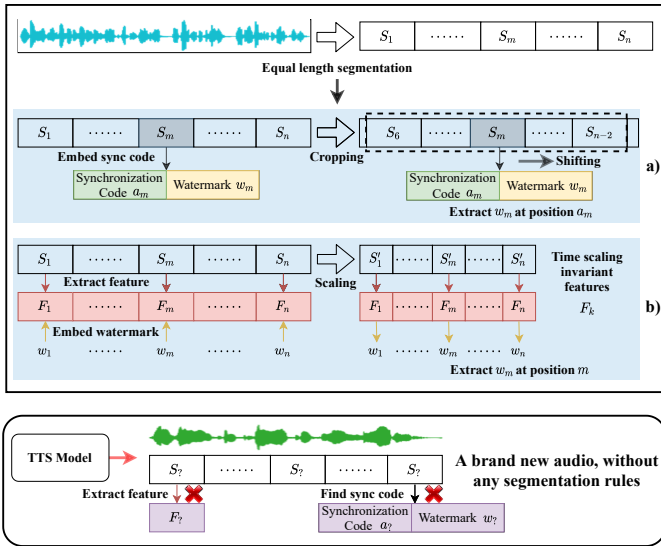 S1 ······ Sm ······ Sn
Equal length segmentation
S1 ······ Sm ······ Sn
S6 ······ Sm ······ Sn−2
Embed sync code
Cropping
Shifting
Synchronization Code am
Watermark wm
Synchronization Code am
Watermark wm
a)
Extract wm at position am
S1 ······ Sm ······ Sn
S′1 ······ S′m ······ S′n
Extract feature
Scaling
Time scaling
invariant
features
Fk
F1 ······ Fm ······ Fn
F1 ······ Fm ······ Fn
b)
Embed watermark
w1 ······ wm ······ wn
w1 ······ wm ······ wn
Extract wm at position m
TTS Model
S? ······ S? ······ S?
A brand new audio, without
any segmentation rules
Extract feature
Find sync code
F?
Synchronization
Code a?
Watermark w?